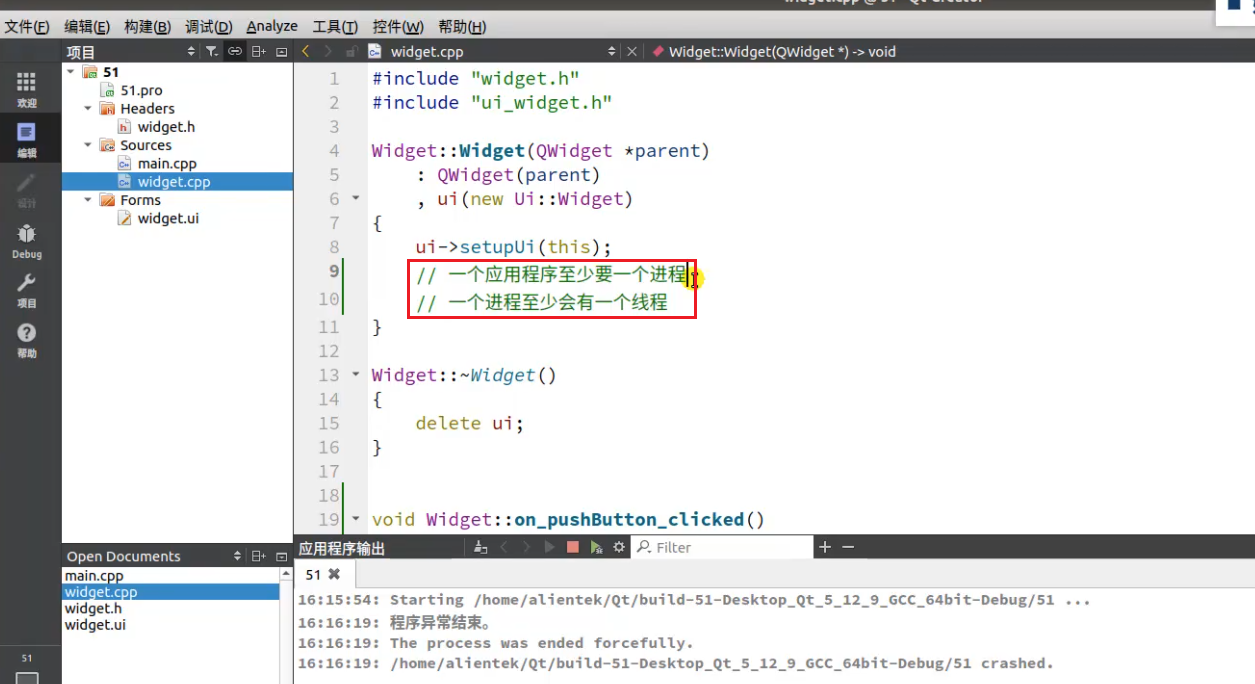 widget.cpp @ 51 - Qt Creator
文件(F) 编辑(E) 构建(B) 调试(D) Analyze 工具(T) 控件(W) 帮助(H)
项目
widget.cpp
Widget::Widget(QWidget *) -> void
欢迎
编辑
设计
Debug
项目
帮助
51
51.pro
Headers
widget.h
Sources
main.cpp
widget.cpp
Forms
widget.ui
1 #include "widget.h"
2 #include "ui_widget.h"
3
4 Widget::Widget(QWidget *parent)
5 : QWidget(parent)
6 , ui(new Ui::Widget)
7 {
8 ui->setupUi(this);
9 // 一个应用程序至少要一个进程
10 // 一个进程至少会有一个线程
11 }
12
13 Widget::~Widget()
14 {
15 delete ui;
16 }
17
18
19 void Widget::on_pushButton_clicked()
Open Documents
main.cpp
widget.cpp
widget.h
widget.ui
51
应用程序输出
Filter
51
16:15:54: Starting /home/alientek/Qt/build-51-Desktop_Qt_5_12_9_GCC_64bit-Debug/51 ...
16:16:19: 程序异常结束。
16:16:19: The process was ended forcefully.
16:16:19: /home/alientek/Qt/build-51-Desktop_Qt_5_12_9_GCC_64bit-Debug/51 crashed.